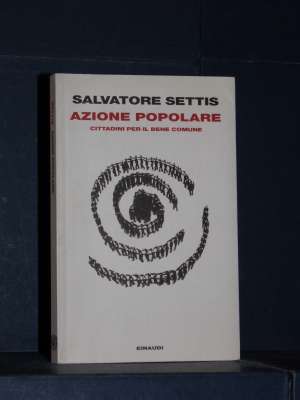 SALVATORE SETTIS
AZIONE POPOLARE
CITTADINI PER IL BENE COMUNE
EINAUDI